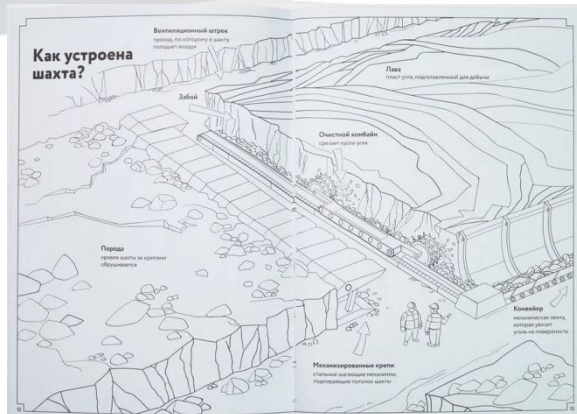 Как устроена
шахта?
Вентиляционный штрек
проход, по которому в шахту
попадает воздух
Забой
Лава
пласт угля, подготовленный для добычи
Очистной комбайн
срезает куски угля
Порода
кровля шахты за крепями
обрушивается
Механизированные крепи
стальные шагающие механизмы,
подпирающие потолок шахты
Конвейер
механическая лента,
которая увозит
уголь на поверхность
12